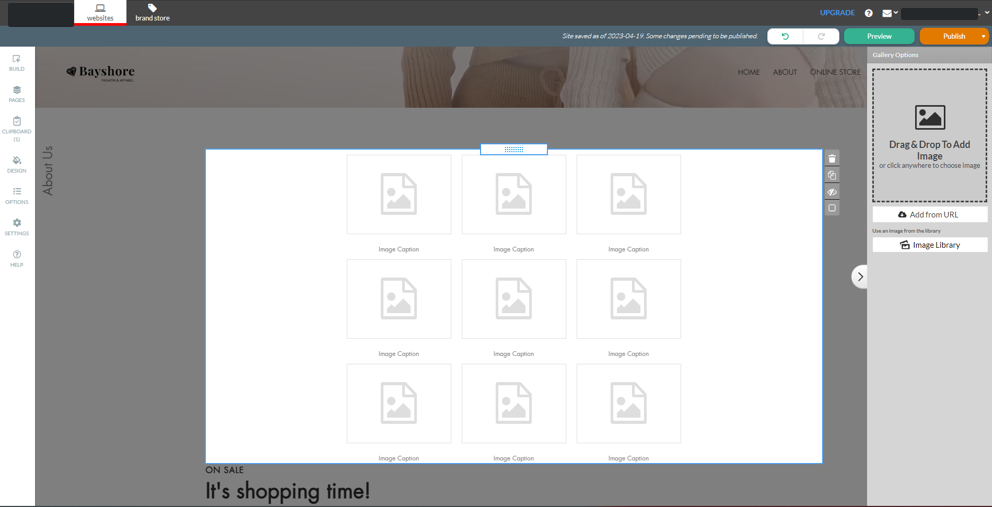 websites
brand store
UPGRADE
Site saved as of 2023-04-19. Some changes pending to be published.
Preview
Publish
BUILD
PAGES
CLIPBOARD
(1)
DESIGN
OPTIONS
SETTINGS
HELP
Bayshore
HOME ABOUT ONLINE STORE
About Us
Image Caption Image Caption Image Caption
Image Caption Image Caption Image Caption
Image Caption Image Caption Image Caption
ON SALE
It's shopping time!
Gallery Options
Drag & Drop To Add
Image
or click anywhere to choose image
Add from URL
Use an image from the library
Image Library